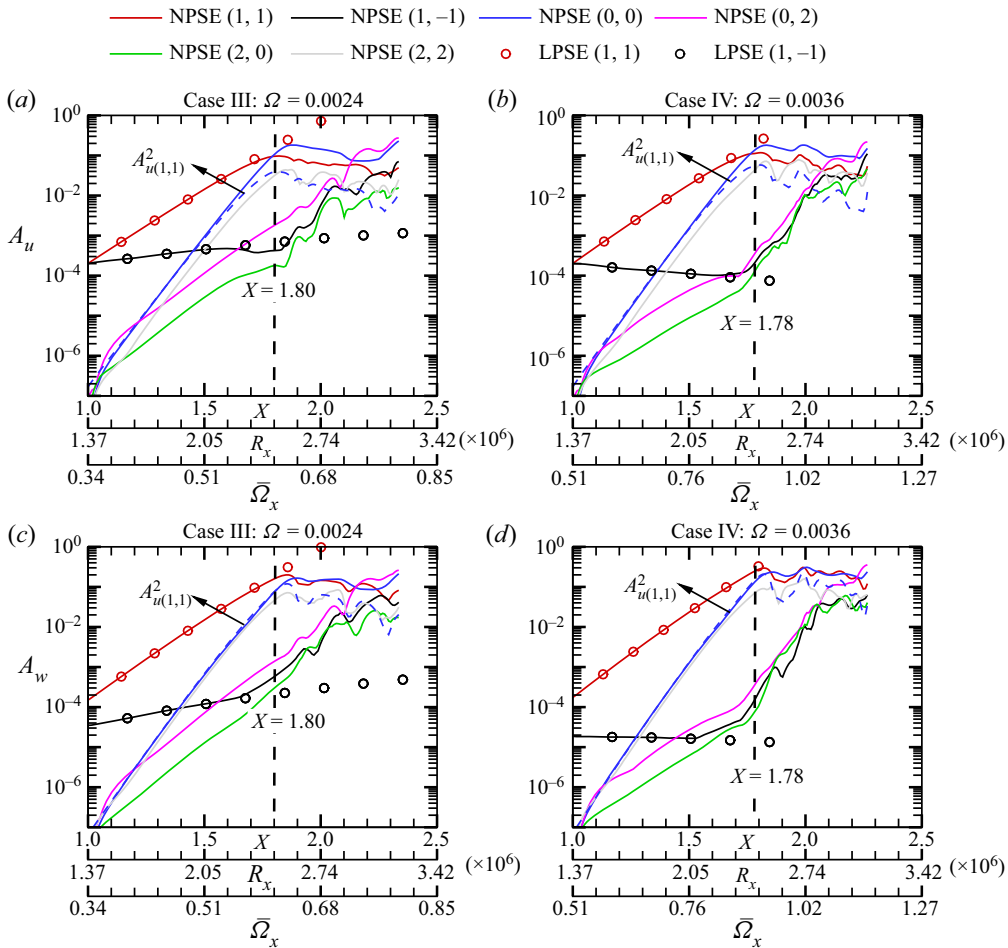 NPSE (1, 1) NPSE (1, –1) NPSE (0, 0) NPSE (0, 2)
NPSE (2, 0) NPSE (2, 2) LPSE (1, 1) LPSE (1, –1)
(a) Case III: Ω = 0.0024
10^0
10^{-2}
10^{-4}
10^{-6}
A_u
A^2_{u(1,1)}
X = 1.80
1.0 1.5 X 2.0 2.5
1.37 2.05 R_x 2.74 3.42 (×10^6)
0.34 0.51 0.68 0.85
Ω̄_x
(b) Case IV: Ω = 0.0036
10^0
10^{-2}
10^{-4}
10^{-6}
A^2_{u(1,1)}
X = 1.78
1.0 1.5 X 2.0 2.5
1.37 2.05 R_x 2.74 3.42 (×10^6)
0.51 0.76 1.02 1.27
Ω̄_x
(c) Case III: Ω = 0.0024
10^0
10^{-2}
10^{-4}
10^{-6}
A_w
A^2_{u(1,1)}
X = 1.80
1.0 1.5 X 2.0 2.5
1.37 2.05 R_x 2.74 3.42 (×10^6)
0.34 0.51 0.68 0.85
Ω̄_x
(d) Case IV: Ω = 0.0036
10^0
10^{-2}
10^{-4}
10^{-6}
A^2_{u(1,1)}
X = 1.78
1.0 1.5 X 2.0 2.5
1.37 2.05 R_x 2.74 3.42 (×10^6)
0.51 0.76 1.02 1.27
Ω̄_x